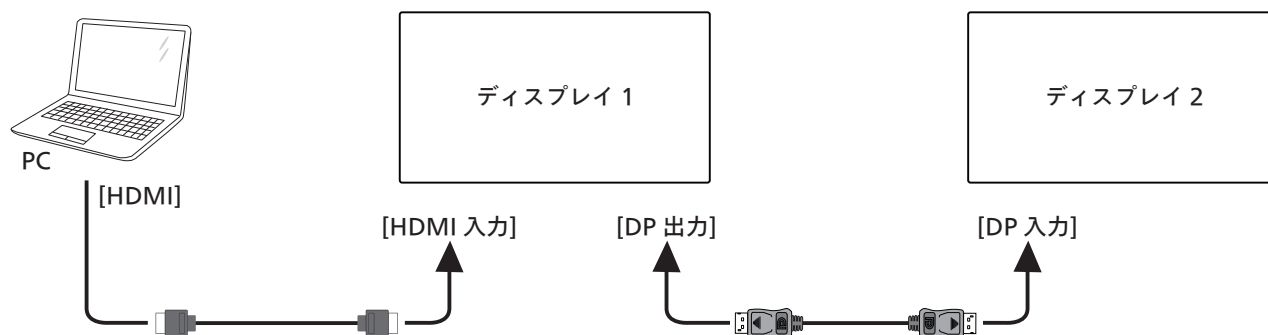 ディスプレイ 1
ディスプレイ 2
PC
[HDMI]
[HDMI 入力]
[DP 出力]
[DP 入力]